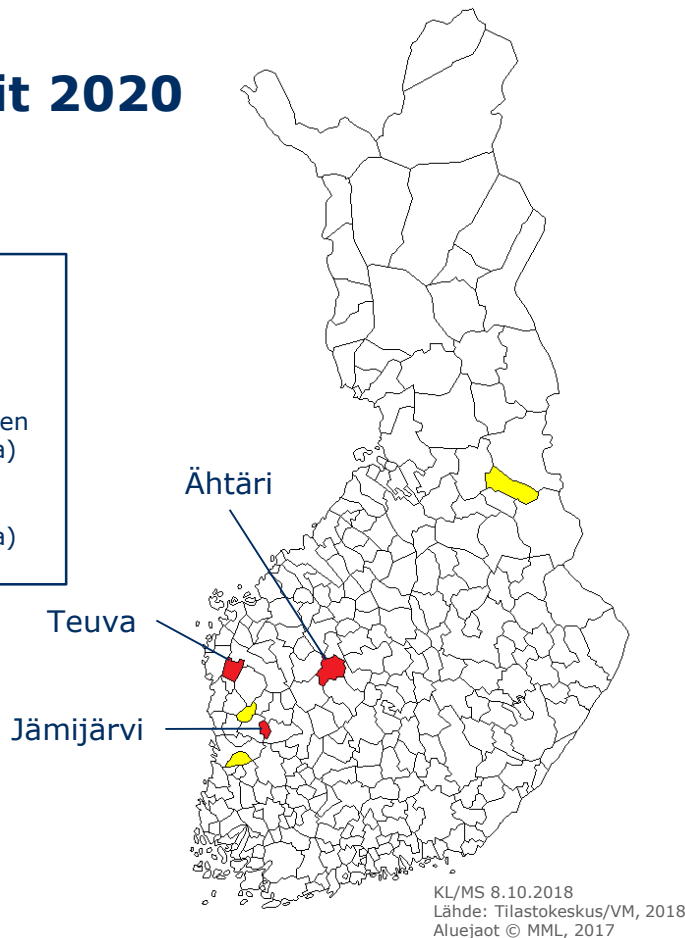 it 2020
en
a)
a)
Ähtäri
Teuva
Jämijärvi
KL/MS 8.10.2018
Lähde: Tilastokeskus/VM, 2018
Aluejaot © MML, 2017